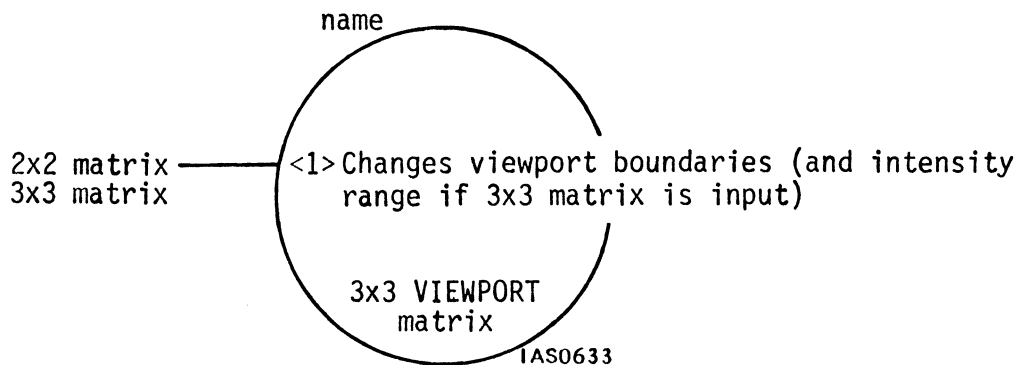 name
2x2 matrix <1> Changes viewport boundaries (and intensity
3x3 matrix range if 3x3 matrix is input)
3x3 VIEWPORT
matrix
IAS0633